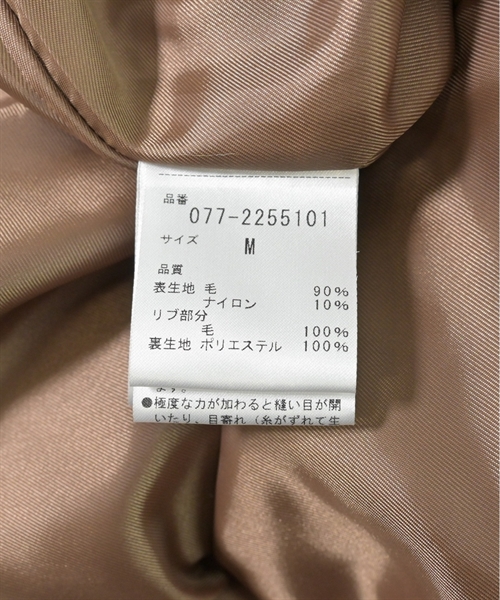 品番
077-2255101
サイズ M
品質
表生地 毛 90%
ナイロン 10%
リブ部分
毛 100%
裏生地 ポリエステル 100%
ます。
●極度な力が加わると縫い目が開
いたり、目寄れ（糸がずれて生